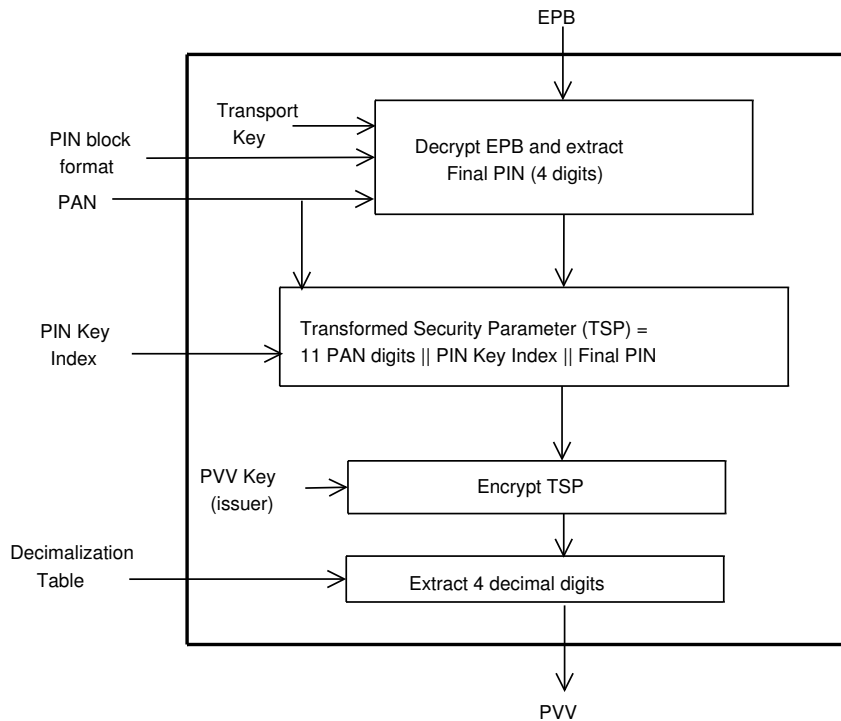 EPB
Transport
Key
PIN block
format
PAN
Decrypt EPB and extract
Final PIN (4 digits)
PIN Key
Index
Transformed Security Parameter (TSP) =
11 PAN digits || PIN Key Index || Final PIN
PVV Key
(issuer)
Encrypt TSP
Decimalization
Table
Extract 4 decimal digits
PVV